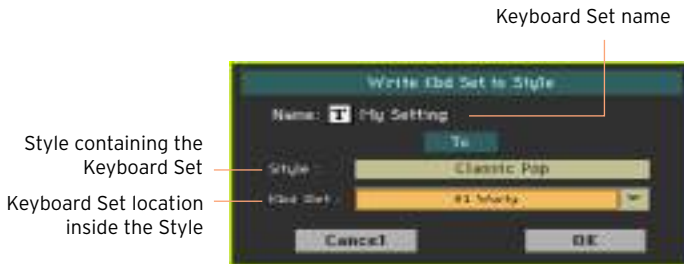 Keyboard Set name
Write Kbd Set to Style
Name: T My Setting
To
Style containing the
Keyboard Set
Style
Classic Pop
Keyboard Set location
inside the Style
Kbd Set
#1
Cancel
OK